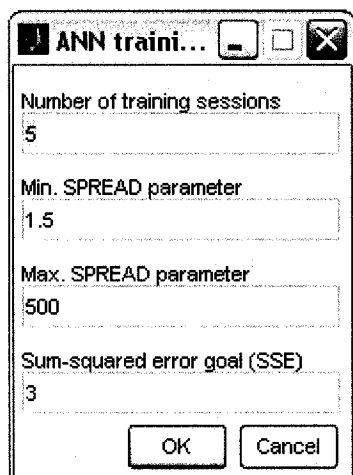 ANN traini...
Number of training sessions
5
Min. SPREAD parameter
1.5
Max. SPREAD parameter
500
Sum-squared error goal (SSE)
3
OK Cancel